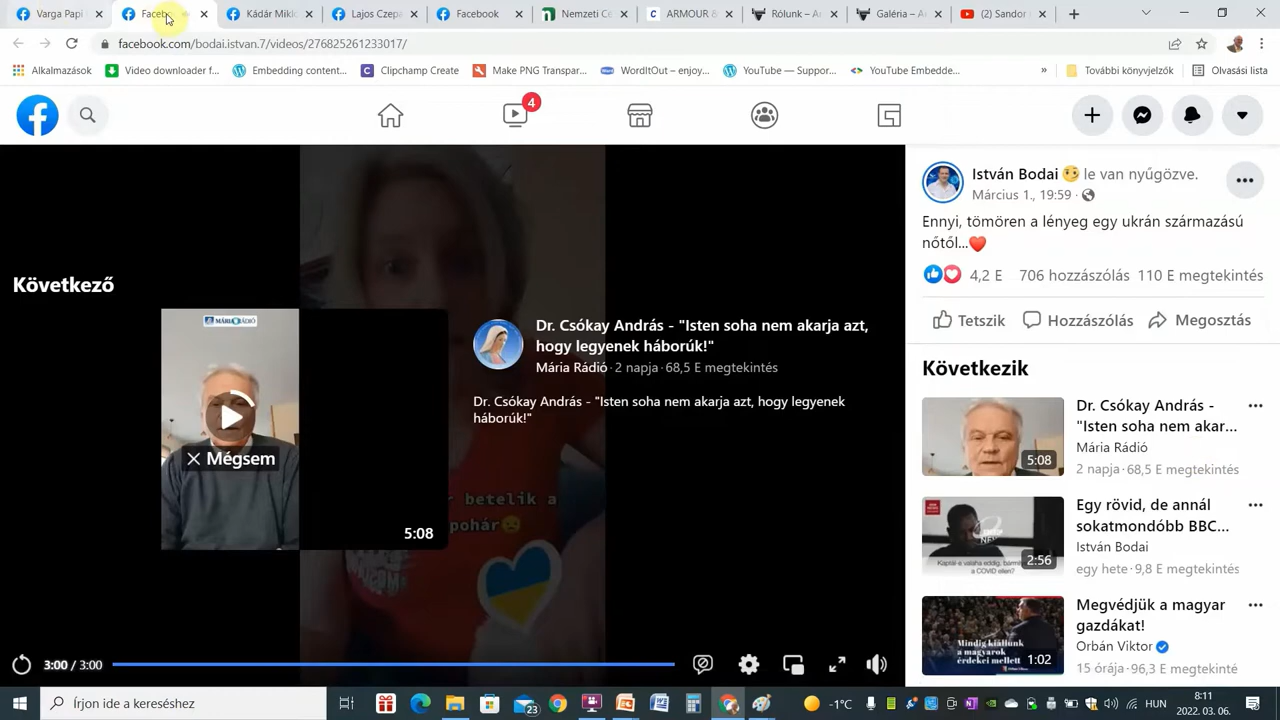 Varga Papi
Facebook
Kádár Mikló
Lajos Czepa
Facebook
Nemzeti Cé
ARMOUR B
Rólunk – A
Galéria – A
(2) Sandor
facebook.com/bodai.istvan.7/videos/276825261233017/
Alkalmazások
Video downloader f...
Embedding content...
Clipchamp Create
Make PNG Transpar...
WordItOut – enjoy...
YouTube — Suppor...
YouTube Embedde...
»
További könyvjelzők
Olvasási lista
4
István Bodai le van nyűgözve.
Március 1., 19:59 ·
Ennyi, tömören a lényeg egy ukrán származású
nőtől...❤️
4,2 E 706 hozzászólás 110 E megtekintés
Tetszik Hozzászólás Megosztás
Következő
MÁRIA RÁDIÓ
× Mégsem
5:08
Dr. Csókay András - "Isten soha nem akarja azt,
hogy legyenek háborúk!"
Mária Rádió · 2 napja · 68,5 E megtekintés
Dr. Csókay András - "Isten soha nem akarja azt, hogy legyenek
háborúk!"
betelik a
pohár
3:00 / 3:00
Következik
Dr. Csókay András -
"Isten soha nem akar...
Mária Rádió
2 napja · 68,5 E megtekintés
5:08
Egy rövid, de annál
sokatmondóbb BBC...
István Bodai
egy hete · 9,8 E megtekintés
2:56
Megvédjük a magyar
gazdákat!
Orbán Viktor
15 órája · 96,3 E megtekinté
Mindig kiállunk
a magyarok
érdekei mellett
1:02
Írjon ide a kereséshez
23
-1°C
HUN
8:11
2022. 03. 06.